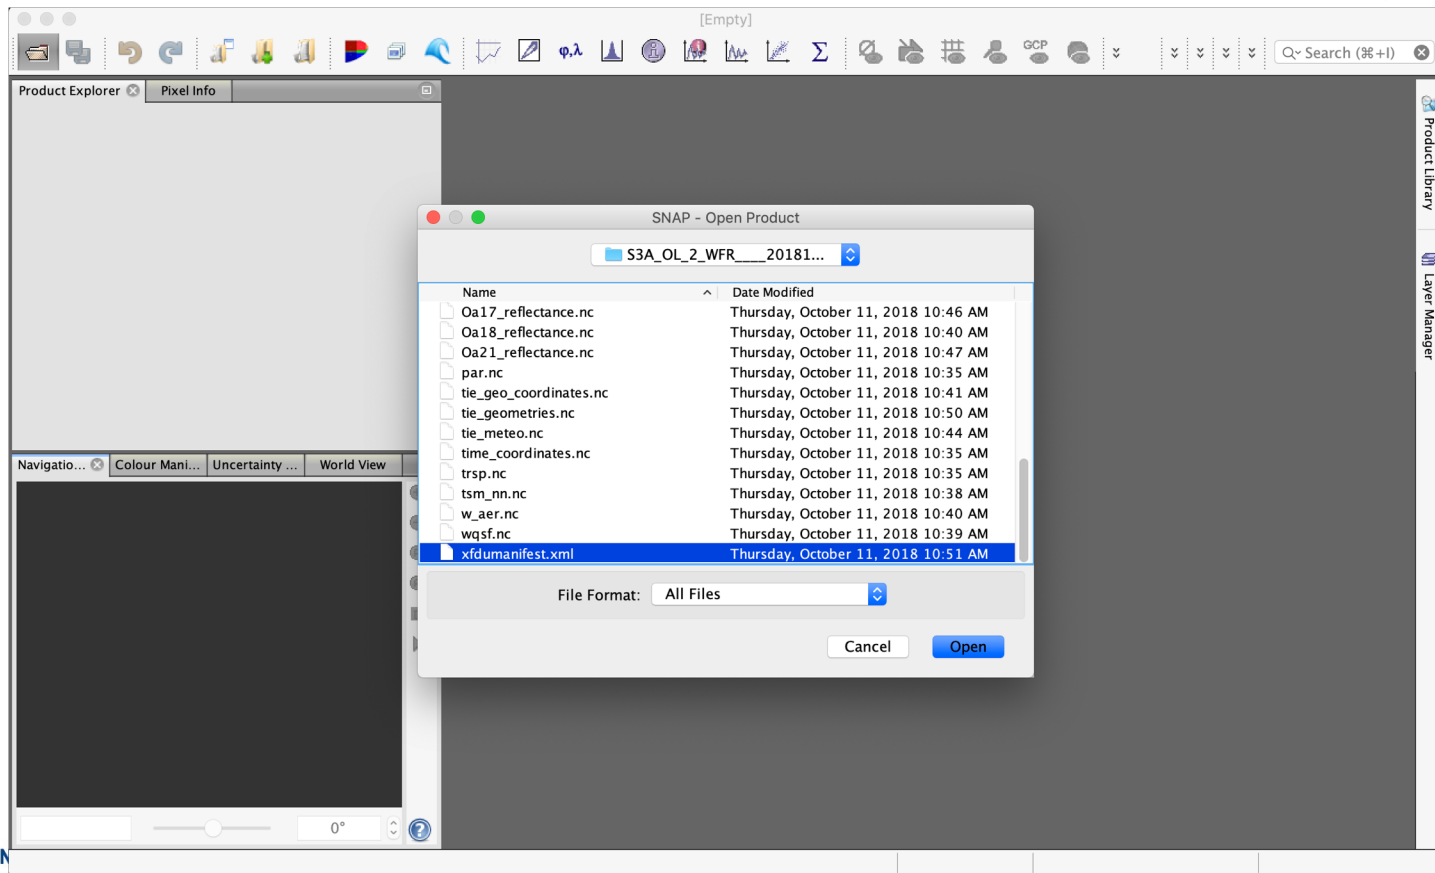 [Empty]
φ,λ
Σ
GCP
Search (⌘+I)
Product Explorer
Pixel Info
Product Library
Layer Manager
SNAP - Open Product
S3A_OL_2_WFR____20181...
Name
Date Modified
Oa17_reflectance.nc Thursday, October 11, 2018 10:46 AM
Oa18_reflectance.nc Thursday, October 11, 2018 10:40 AM
Oa21_reflectance.nc Thursday, October 11, 2018 10:47 AM
par.nc Thursday, October 11, 2018 10:35 AM
tie_geo_coordinates.nc Thursday, October 11, 2018 10:41 AM
tie_geometries.nc Thursday, October 11, 2018 10:50 AM
tie_meteo.nc Thursday, October 11, 2018 10:44 AM
time_coordinates.nc Thursday, October 11, 2018 10:35 AM
trsp.nc Thursday, October 11, 2018 10:35 AM
tsm_nn.nc Thursday, October 11, 2018 10:38 AM
w_aer.nc Thursday, October 11, 2018 10:40 AM
wqsf.nc Thursday, October 11, 2018 10:39 AM
xfdumanifest.xml Thursday, October 11, 2018 10:51 AM
File Format: All Files
Cancel
Open
Navigatio...
Colour Mani...
Uncertainty ...
World View
0°
?